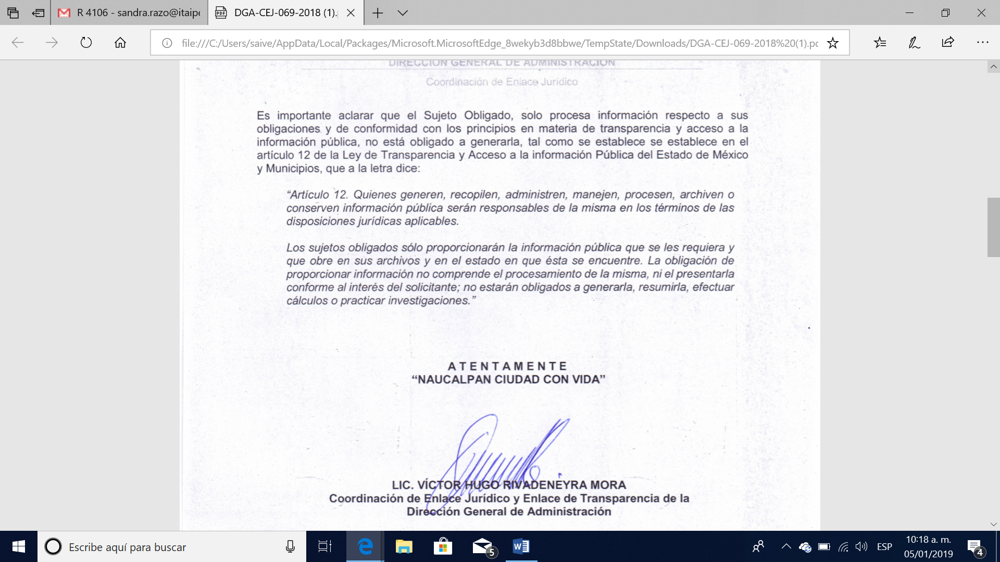 R 4106 - sandra.razo@itaipe
DGA-CEJ-069-2018 (1).
file:///C:/Users/saive/AppData/Local/Packages/Microsoft.MicrosoftEdge_8wekyb3d8bbwe/TempState/Downloads/DGA-CEJ-069-2018%20(1).pc
DIRECCIÓN GENERAL DE ADMINISTRACIÓN
Coordinación de Enlace Jurídico
Es importante aclarar que el Sujeto Obligado, solo procesa información respecto a sus
obligaciones y de conformidad con los principios en materia de transparencia y acceso a la
información pública, no está obligado a generarla, tal como se establece se establece en el
artículo 12 de la Ley de Transparencia y Acceso a la información Pública del Estado de México
y Municipios, que a la letra dice:
“Artículo 12. Quienes generen, recopilen, administren, manejen, procesen, archiven o
conserven información pública serán responsables de la misma en los términos de las
disposiciones jurídicas aplicables.
Los sujetos obligados sólo proporcionarán la información pública que se les requiera y
que obre en sus archivos y en el estado en que ésta se encuentre. La obligación de
proporcionar información no comprende el procesamiento de la misma, ni el presentarla
conforme al interés del solicitante; no estarán obligados a generarla, resumirla, efectuar
cálculos o practicar investigaciones.”
A T E N T A M E N T E
“NAUCALPAN CIUDAD CON VIDA”
LIC. VÍCTOR HUGO RIVADENEYRA MORA
Coordinación de Enlace Jurídico y Enlace de Transparencia de la
Dirección General de Administración
Escribe aquí para buscar
5
ESP
10:18 a. m.
05/01/2019
4